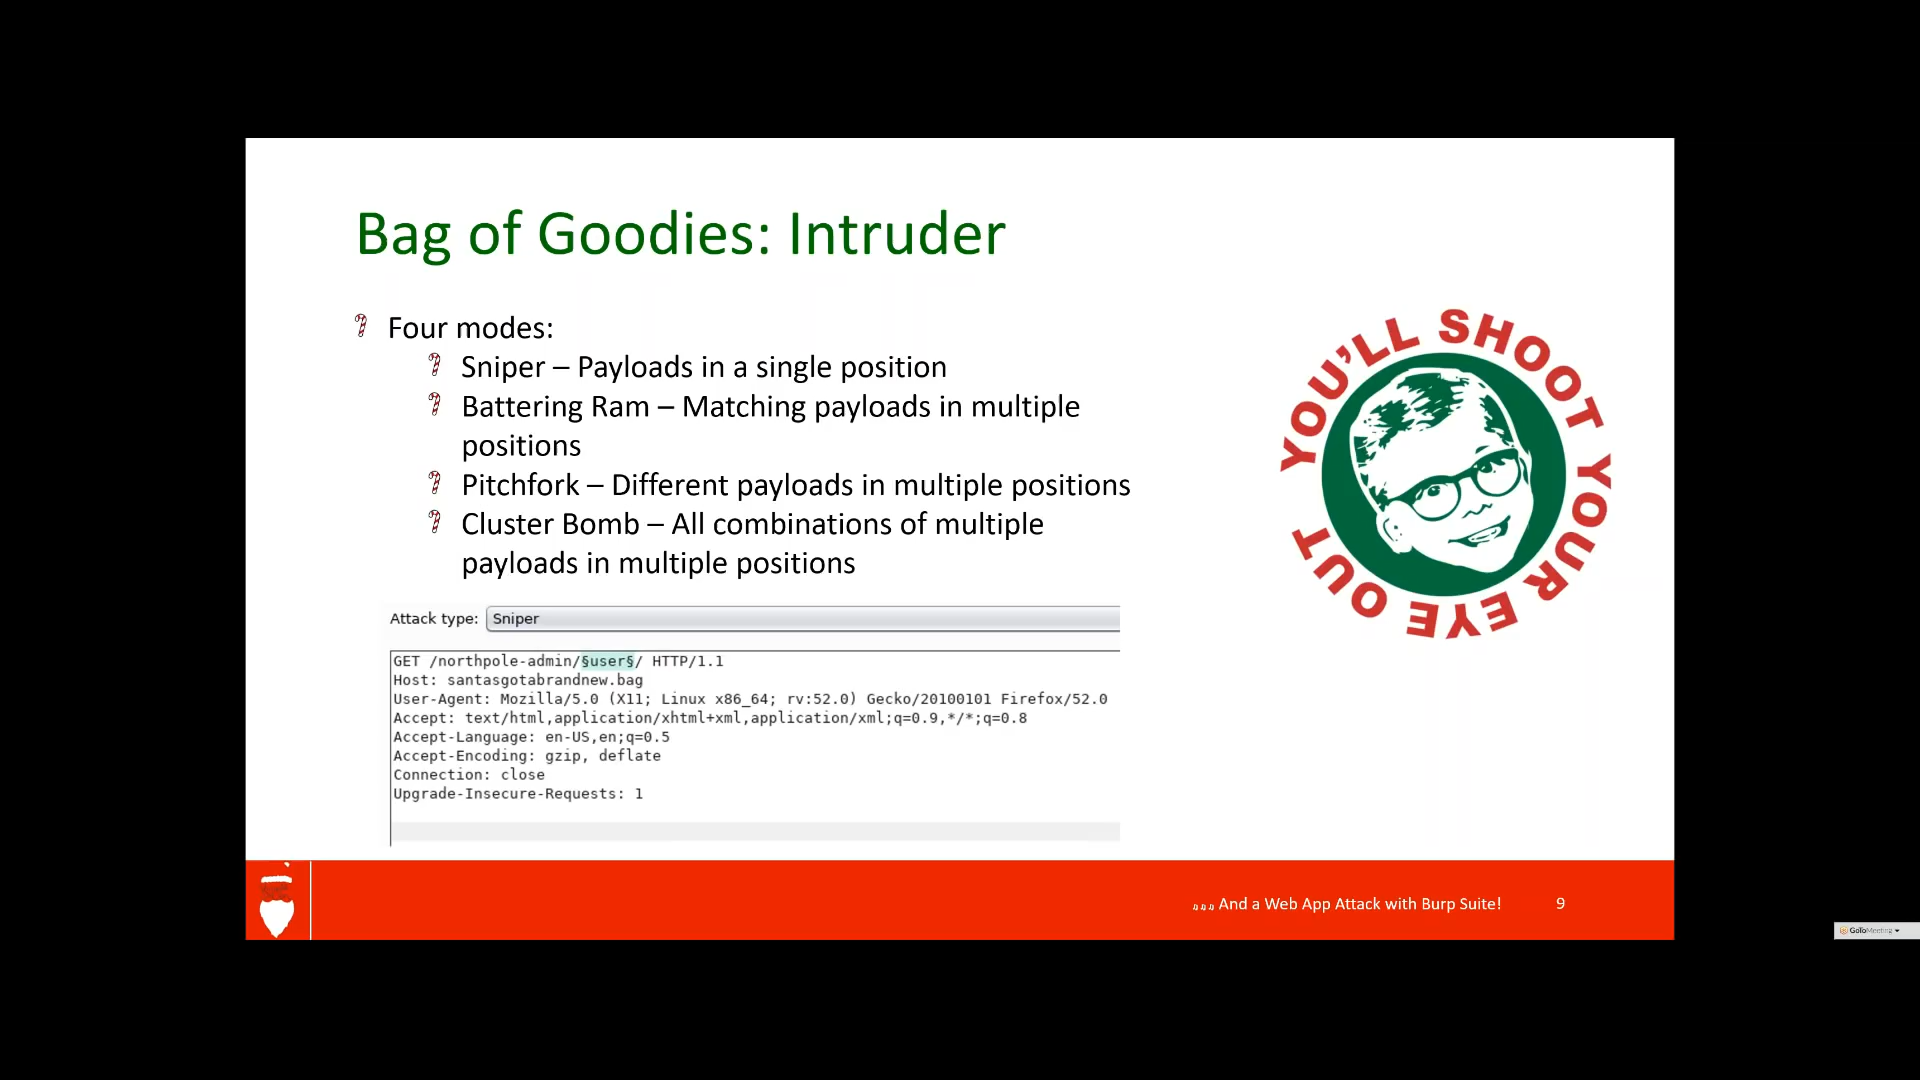 Bag of Goodies: Intruder
Four modes:
Sniper – Payloads in a single position
Battering Ram – Matching payloads in multiple
positions
Pitchfork – Different payloads in multiple positions
Cluster Bomb – All combinations of multiple
payloads in multiple positions
YOU'LL SHOOT YOUR EYE OUT
Attack type: Sniper
GET /northpole-admin/§user§/ HTTP/1.1
Host: santasgotabrandnew.bag
User-Agent: Mozilla/5.0 (X11; Linux x86_64; rv:52.0) Gecko/20100101 Firefox/52.0
Accept: text/html,application/xhtml+xml,application/xml;q=0.9,*/*;q=0.8
Accept-Language: en-US,en;q=0.5
Accept-Encoding: gzip, deflate
Connection: close
Upgrade-Insecure-Requests: 1
♫♫♫ And a Web App Attack with Burp Suite! 9
GoToMeeting